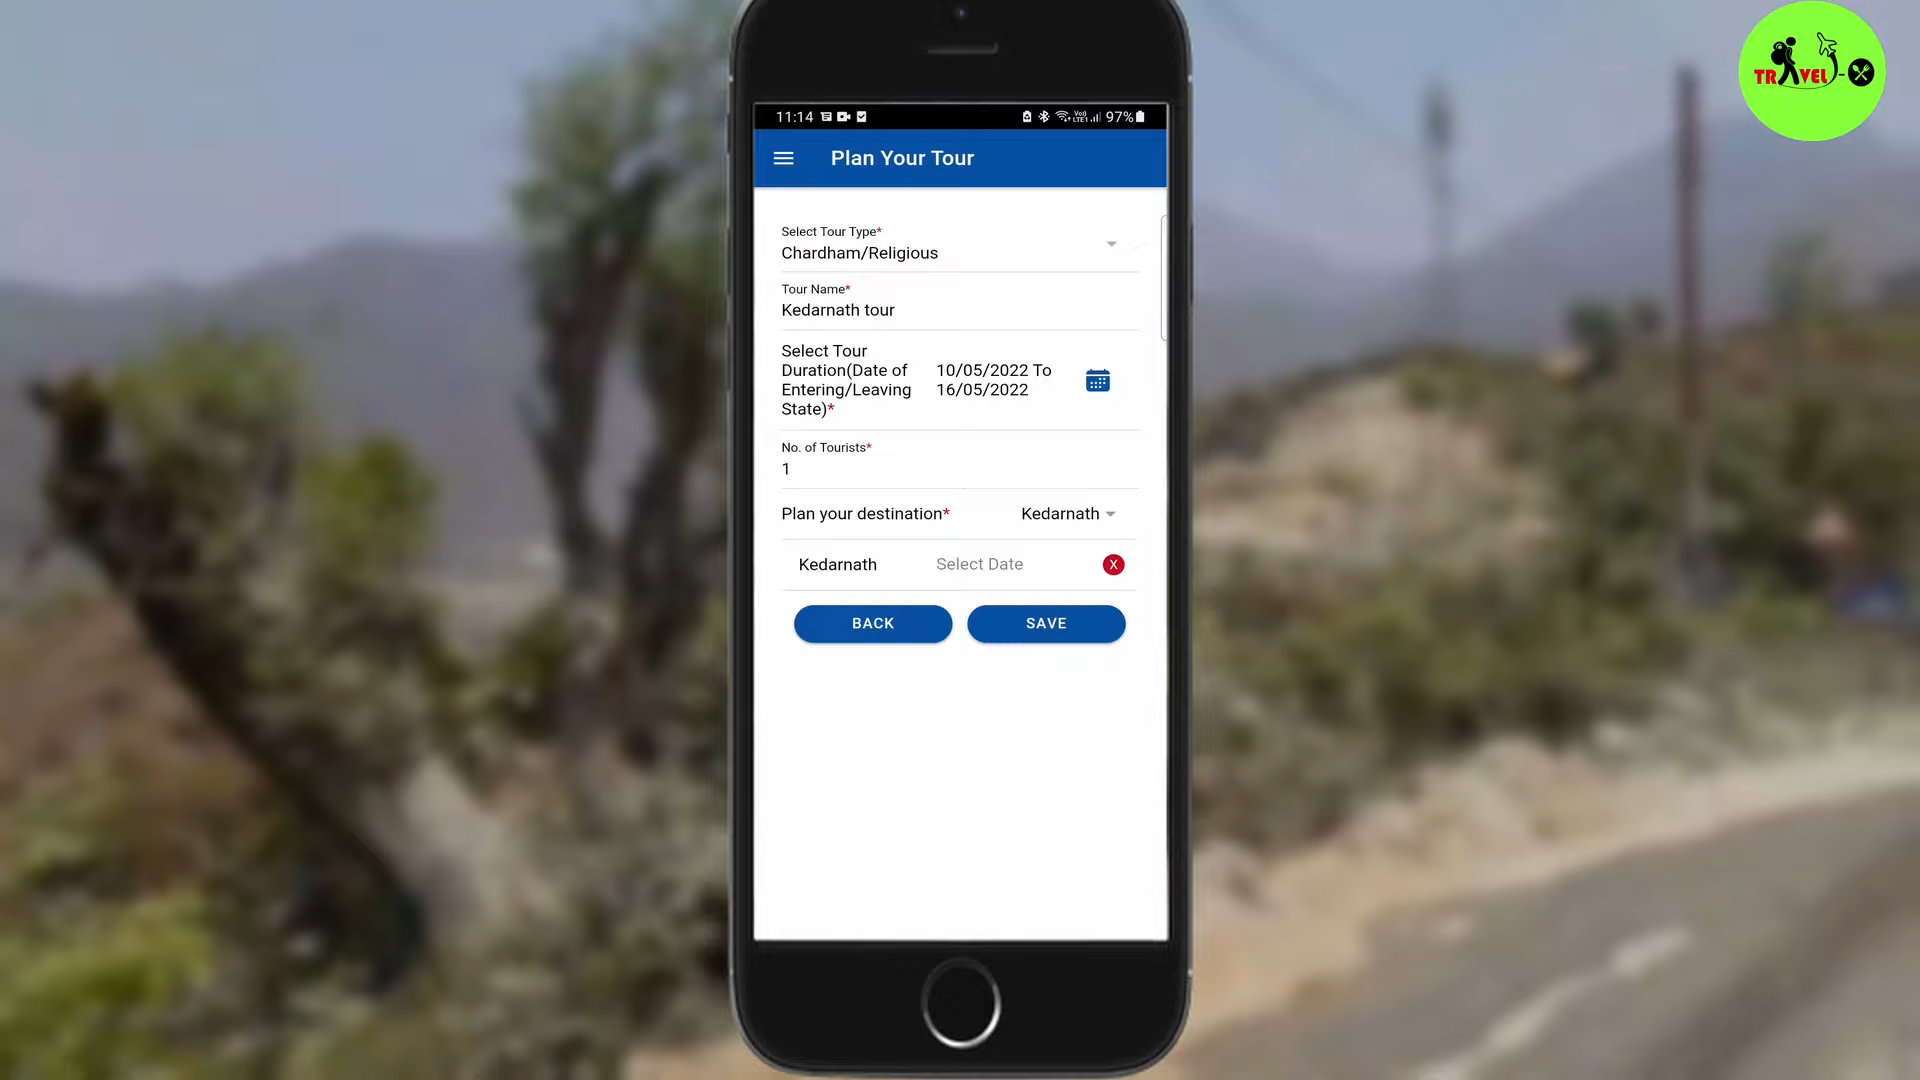 TRAVEL-O
11:14 97%
Plan Your Tour
Select Tour Type*
Chardham/Religious
Tour Name*
Kedarnath tour
Select Tour
Duration(Date of
Entering/Leaving
State)*
10/05/2022 To
16/05/2022
No. of Tourists*
1
Plan your destination* Kedarnath
Kedarnath Select Date X
BACK SAVE